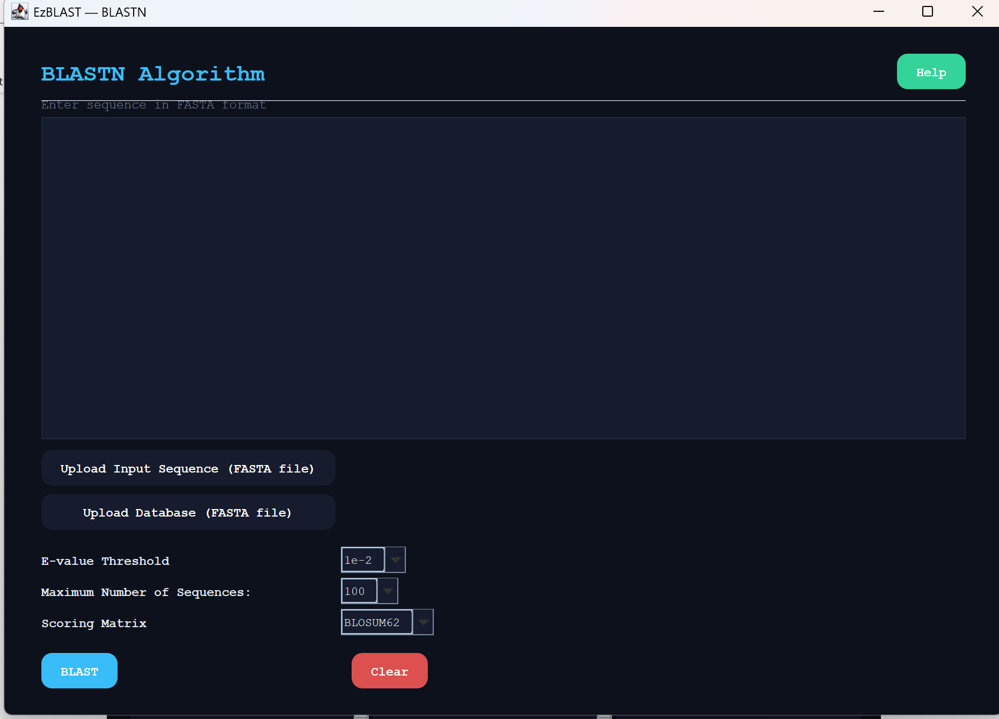 EzBLAST — BLASTN
BLASTN Algorithm
Help
t
Enter sequence in FASTA format
Upload Input Sequence (FASTA file)
Upload Database (FASTA file)
E-value Threshold
1e-2
Maximum Number of Sequences:
100
Scoring Matrix
BLOSUM62
BLAST
Clear